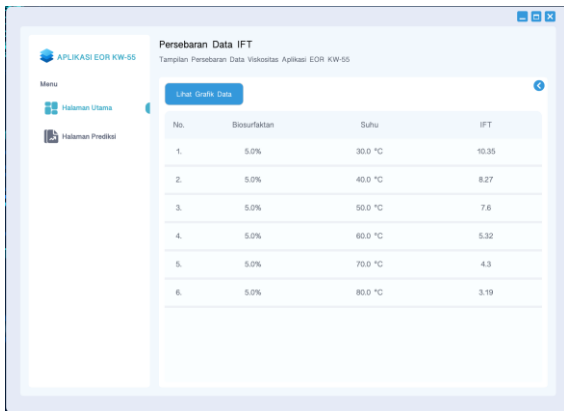 APLIKASI EOR KW-55
Menu
Halaman Utama
Halaman Prediksi
Persebaran Data IFT
Tampilan Persebaran Data Viskositas Aplikasi EOR KW-55
Lihat Grafik Data
No. Biosurfaktan Suhu IFT
1. 5.0% 30.0 °C 10.35
2. 5.0% 40.0 °C 8.27
3. 5.0% 50.0 °C 7.6
4. 5.0% 60.0 °C 5.32
5. 5.0% 70.0 °C 4.3
6. 5.0% 80.0 °C 3.19